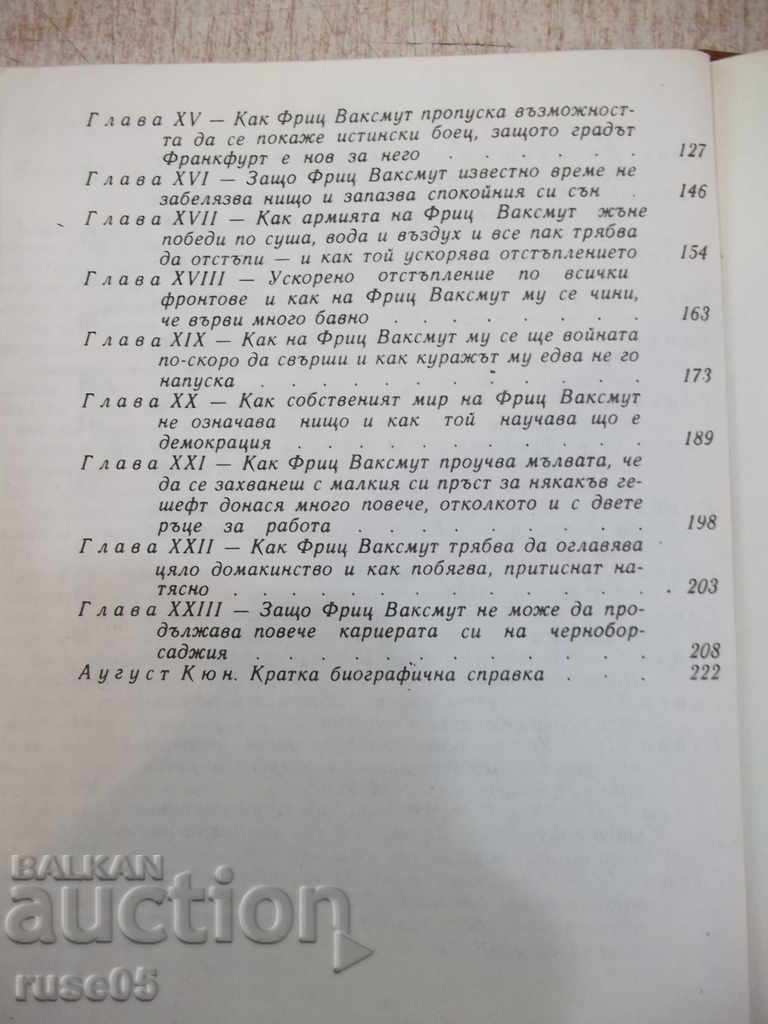 Глава XV — Как Фриц Ваксмут пропуска възможност-
та да се покаже истински боец, защото градът
Франкфурт е нов за него . . . . . . 127
Глава XVI — Защо Фриц Ваксмут известно време не
забелязва нищо и запазва спокойния си сън . 146
Глава XVII — Как армията на Фриц Ваксмут жъне
победи по суша, вода и въздух и все пак трябва
да отстъпи — и как той ускорява отстъплението 154
Глава XVIII — Ускорено отстъпление по всички
фронтове и как на Фриц Ваксмут му се чини,
че върви много бавно . . . . . . . . 163
Глава XIX — Как на Фриц Ваксмут му се ще войната
по-скоро да свърши и как куражът му едва не го
напуска . . . . . . . . . . . . 173
Глава XX — Как собственият мир на Фриц Ваксмут
не означава нищо и как той научава що е
демокрация . . . . . . . . . . . 189
Глава XXI — Как Фриц Ваксмут проучва мълвата, че
да се захванеш с малкия си пръст за някакъв ге-
шефт донася много повече, отколкото и с двете
ръце за работа . . . . . . . . . 198
Глава XXII — Как Фриц Ваксмут трябва да оглавява
цяло домакинство и как побягва, притиснат на-
тясно . . . . . . . . . . . . . 203
Глава XXIII — Защо Фриц Ваксмут не може да про-
дължава повече кариерата си на черноборс-
саджия . . . . . . . . . . . . 208
Аугуст Кюн. Кратка биографична справка . . . 222
BALKAN
auction
ruse05